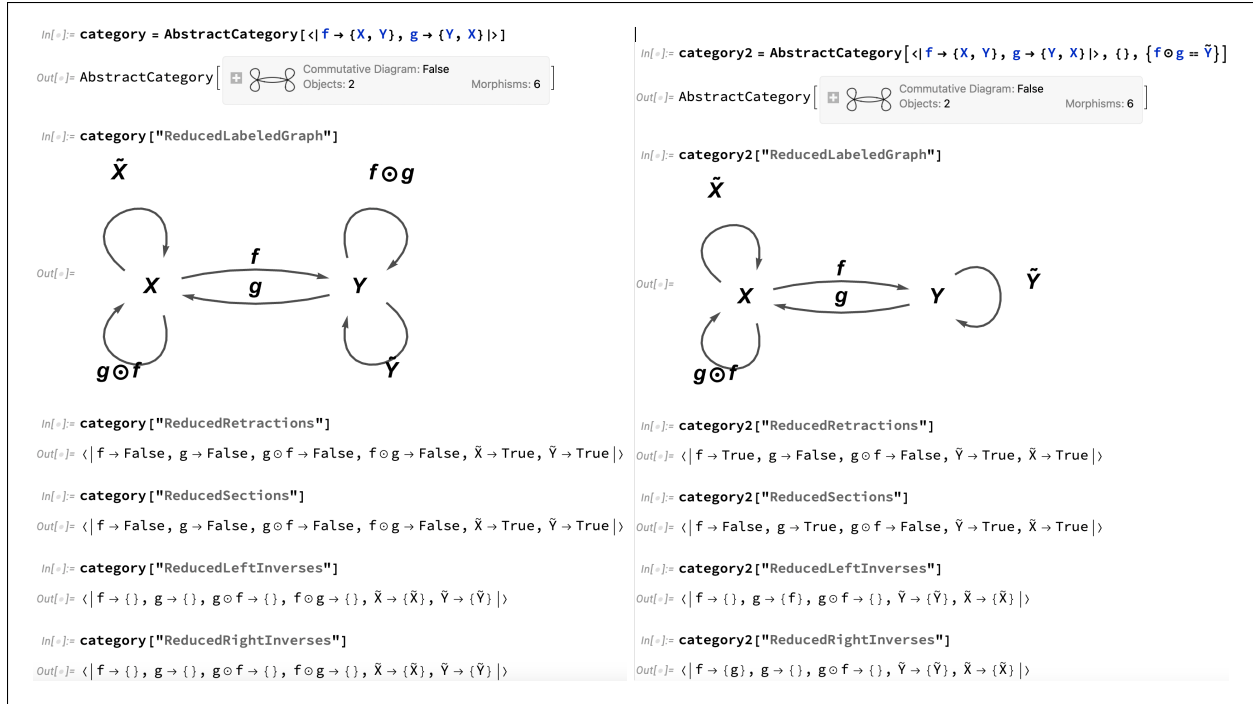 In[∘]:= category = AbstractCategory[<|f → {X, Y}, g → {Y, X}|>]
Out[∘]= AbstractCategory[
Commutative Diagram: False
Objects: 2 Morphisms: 6
]
In[∘]:= category["ReducedLabeledGraph"]
X̃
f⊙g
f
Out[∘]=
X
g
Y
g⊙f
Ỹ
In[∘]:= category["ReducedRetractions"]
Out[∘]= <|f → False, g → False, g⊙f → False, f⊙g → False, X̃ → True, Ỹ → True|>
In[∘]:= category["ReducedSections"]
Out[∘]= <|f → False, g → False, g⊙f → False, f⊙g → False, X̃ → True, Ỹ → True|>
In[∘]:= category["ReducedLeftInverses"]
Out[∘]= <|f → {}, g → {}, g⊙f → {}, f⊙g → {}, X̃ → {X̃}, Ỹ → {Ỹ}|>
In[∘]:= category["ReducedRightInverses"]
Out[∘]= <|f → {}, g → {}, g⊙f → {}, f⊙g → {}, X̃ → {X̃}, Ỹ → {Ỹ}|>
In[∘]:= category2 = AbstractCategory[<|f → {X, Y}, g → {Y, X}|>, {}, {f⊙g == Ỹ}]
Out[∘]= AbstractCategory[
Commutative Diagram: False
Objects: 2 Morphisms: 6
]
In[∘]:= category2["ReducedLabeledGraph"]
X̃
f
Ỹ
Out[∘]=
X
g
Y
g⊙f
In[∘]:= category2["ReducedRetractions"]
Out[∘]= <|f → True, g → False, g⊙f → False, Ỹ → True, X̃ → True|>
In[∘]:= category2["ReducedSections"]
Out[∘]= <|f → False, g → True, g⊙f → False, Ỹ → True, X̃ → True|>
In[∘]:= category2["ReducedLeftInverses"]
Out[∘]= <|f → {}, g → {f}, g⊙f → {}, Ỹ → {Ỹ}, X̃ → {X̃}|>
In[∘]:= category2["ReducedRightInverses"]
Out[∘]= <|f → {g}, g → {}, g⊙f → {}, Ỹ → {Ỹ}, X̃ → {X̃}|>